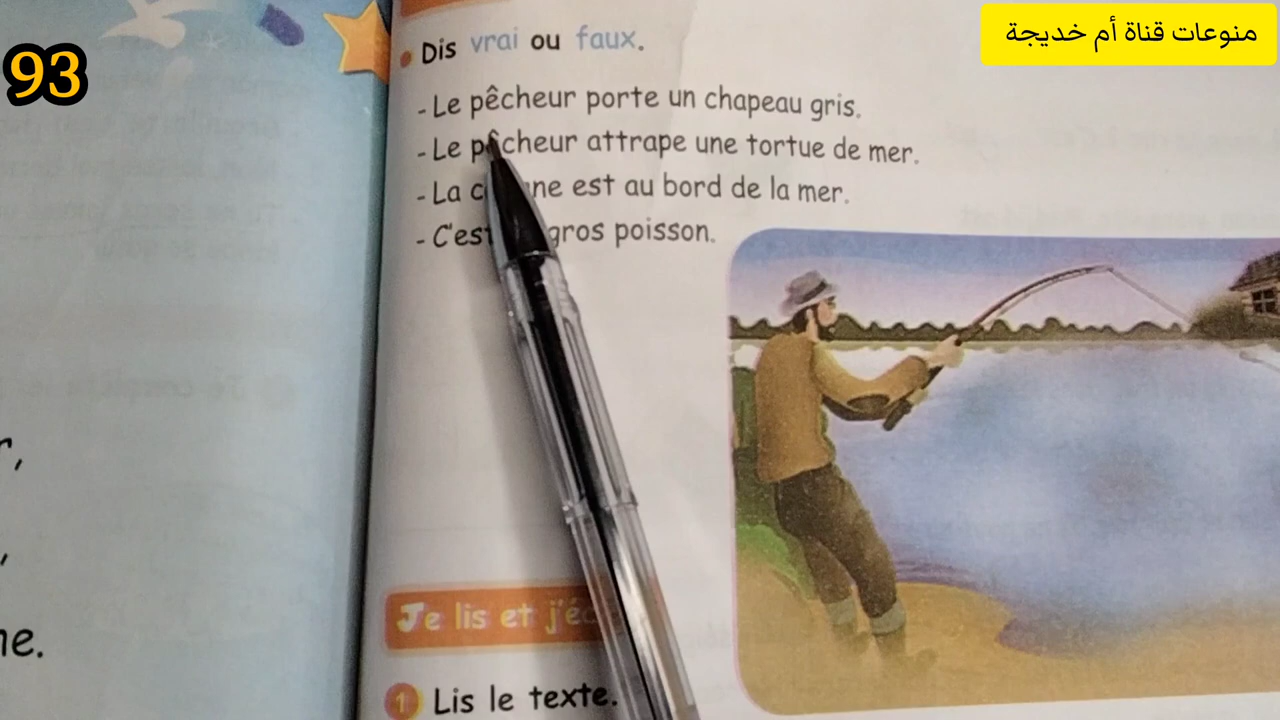 93
منوعات قناة أم خديجة
Dis vrai ou faux.
- Le pêcheur porte un chapeau gris.
- Le pêcheur attrape une tortue de mer.
- La est au bord de la mer.
- C'est gros poisson.
Je lis et
1 Lis le texte.